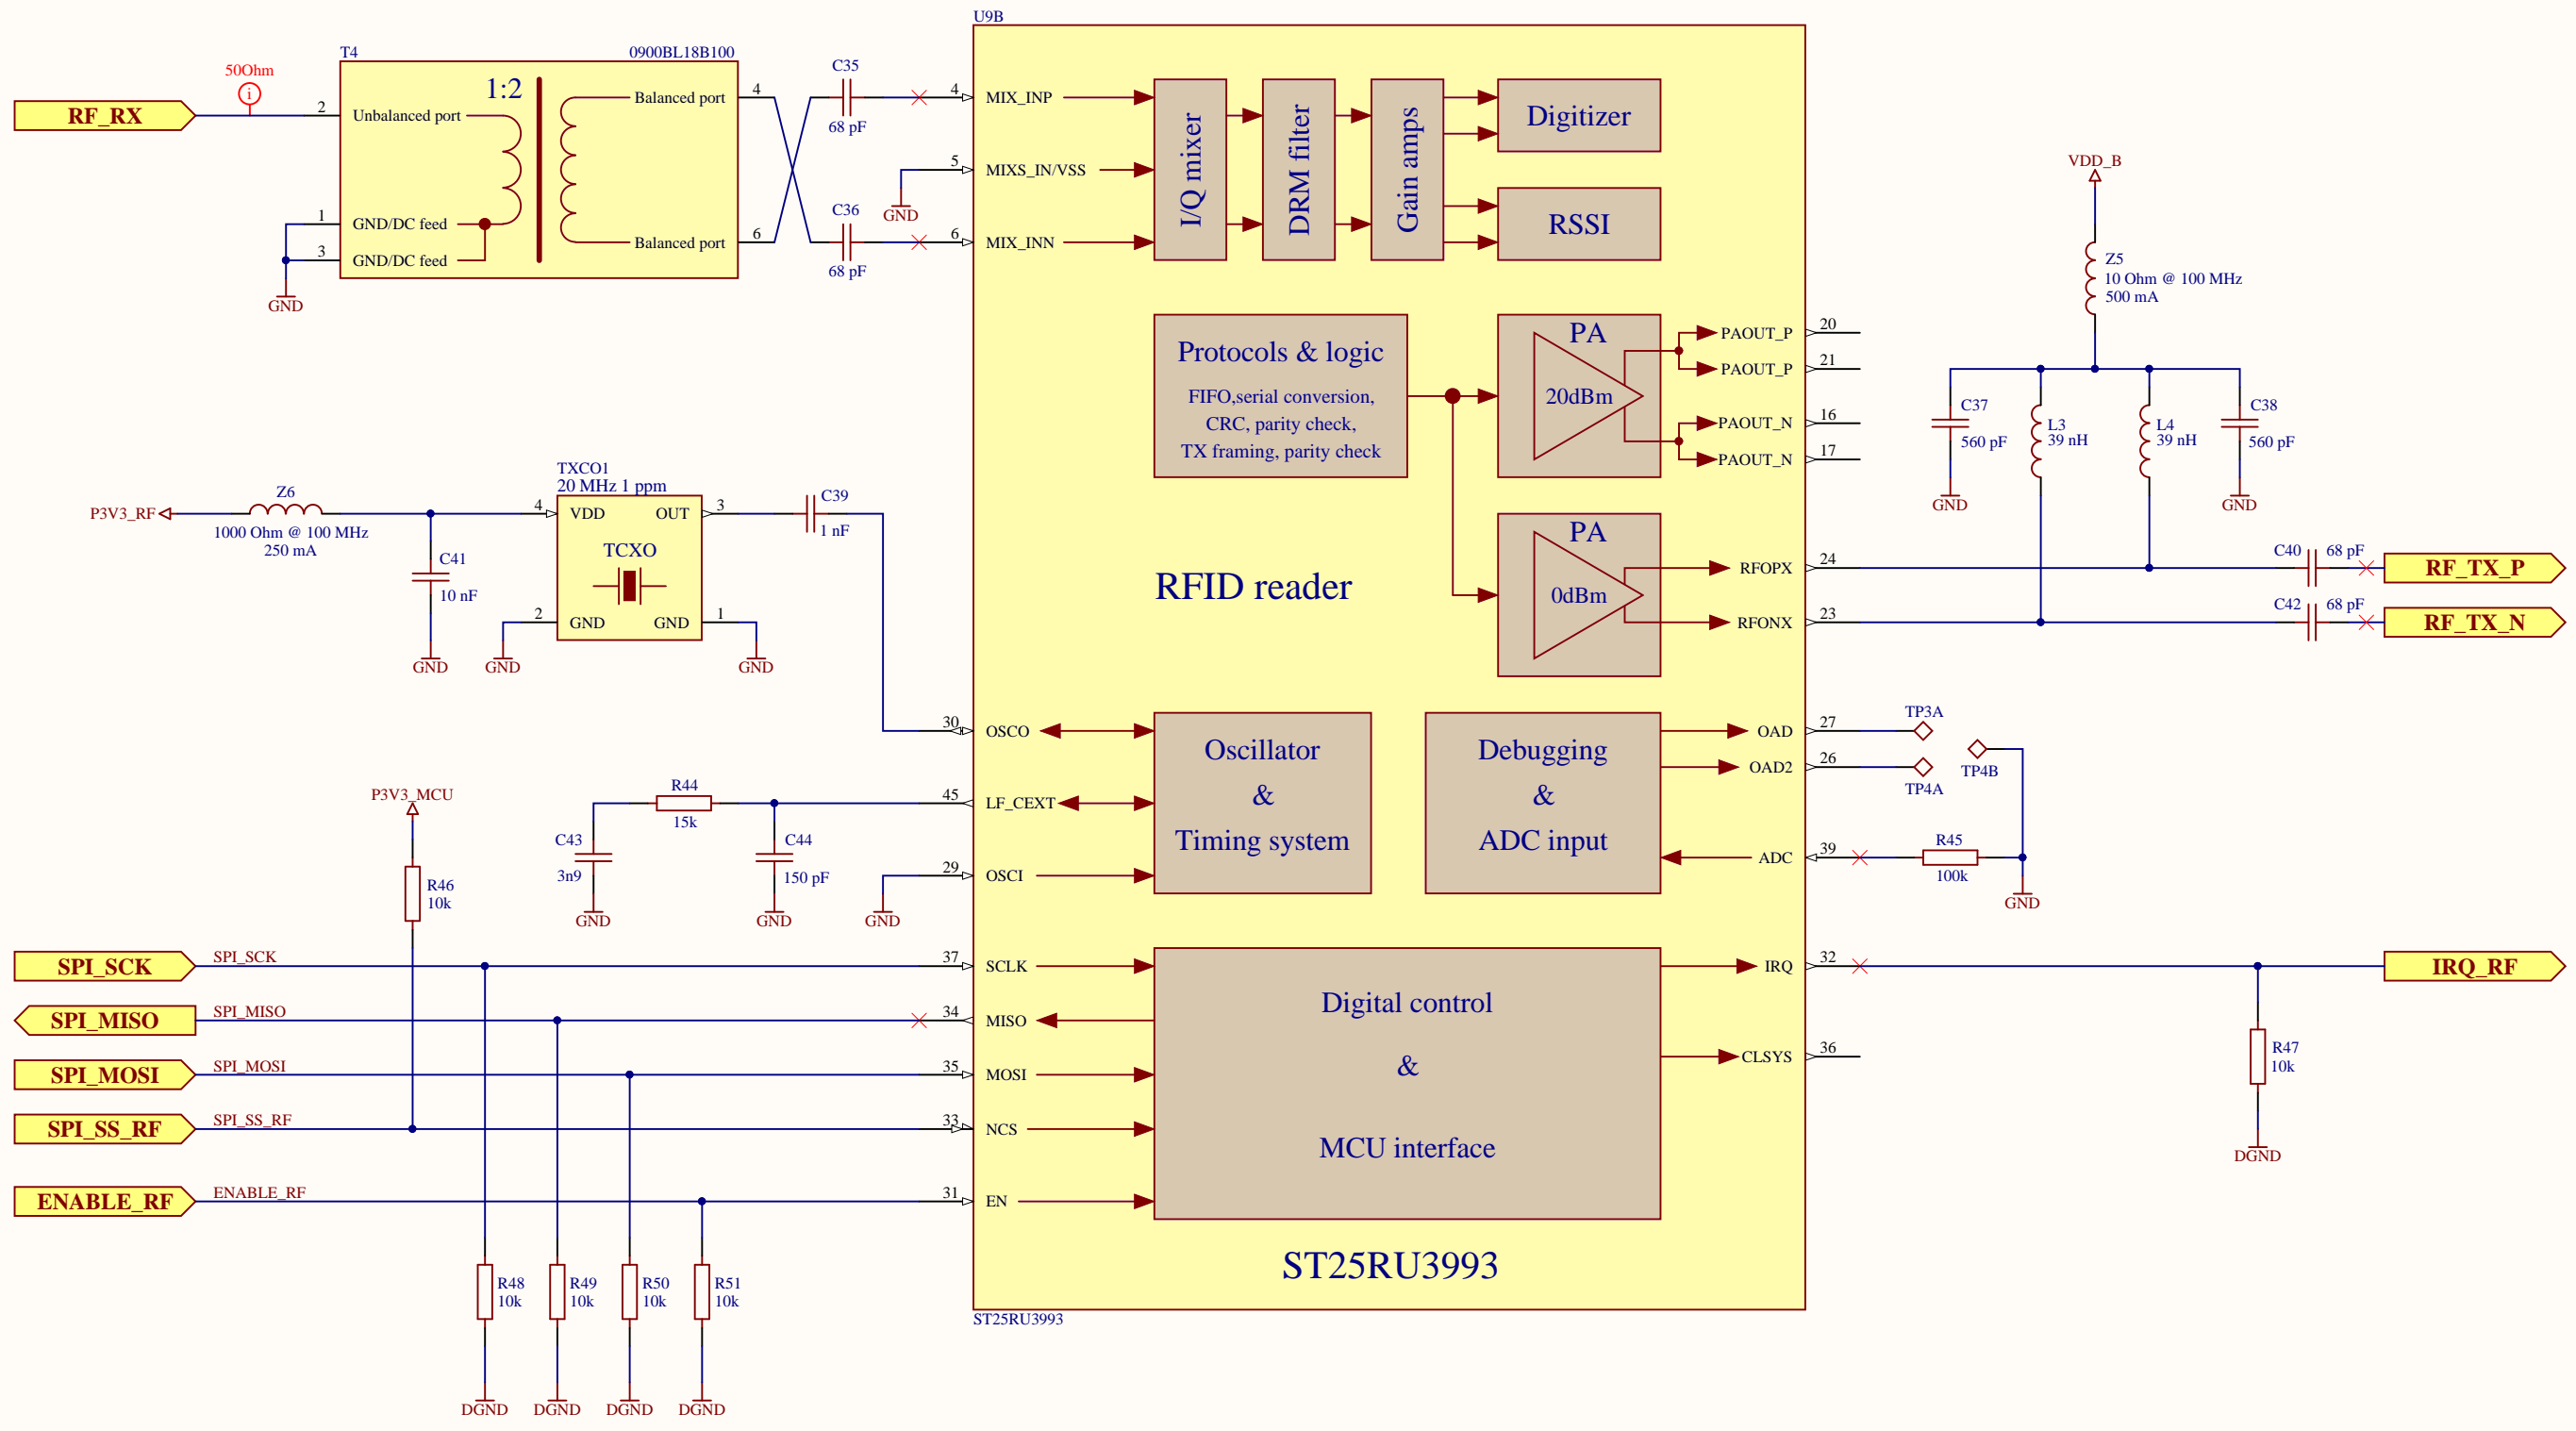 U9B
T4
0900BL18B100
50Ohm
i
RF_RX
2
Unbalanced port
1:2
Balanced port
4
1
GND/DC feed
3
GND/DC feed
Balanced port
6
GND
C35
68 pF
C36
68 pF
4
MIX_INP
5
MIXS_IN/VSS
GND
6
MIX_INN
I/Q mixer
DRM filter
Gain amps
Digitizer
RSSI
Protocols & logic
FIFO,serial conversion,
CRC, parity check,
TX framing, parity check
PA
20dBm
PAOUT_P
20
PAOUT_P
21
PAOUT_N
16
PAOUT_N
17
PA
0dBm
RFOPX
24
RFONX
23
RFID reader
VDD_B
Z5
10 Ohm @ 100 MHz
500 mA
C37
560 pF
GND
L3
39 nH
L4
39 nH
C38
560 pF
GND
C40
68 pF
RF_TX_P
C42
68 pF
RF_TX_N
P3V3_RF
Z6
1000 Ohm @ 100 MHz
250 mA
C41
10 nF
GND
TXCO1
20 MHz 1 ppm
4
VDD
OUT
3
TCXO
2
GND
GND
1
GND
GND
C39
1 nF
30
OSCO
45
LF_CEXT
29
OSCI
GND
R44
15k
C43
3n9
GND
C44
150 pF
GND
Oscillator
&
Timing system
Debugging
&
ADC input
OAD
27
TP3A
OAD2
26
TP4A
TP4B
ADC
39
R45
100k
GND
P3V3_MCU
R46
10k
SPI_SCK
SPI_SCK
37
SCLK
SPI_MISO
SPI_MISO
34
MISO
SPI_MOSI
SPI_MOSI
35
MOSI
SPI_SS_RF
SPI_SS_RF
33
NCS
ENABLE_RF
ENABLE_RF
31
EN
Digital control
&
MCU interface
IRQ
32
IRQ_RF
CLSYS
36
R47
10k
DGND
R48
10k
R49
10k
R50
10k
R51
10k
DGND
DGND
DGND
DGND
ST25RU3993
ST25RU3993